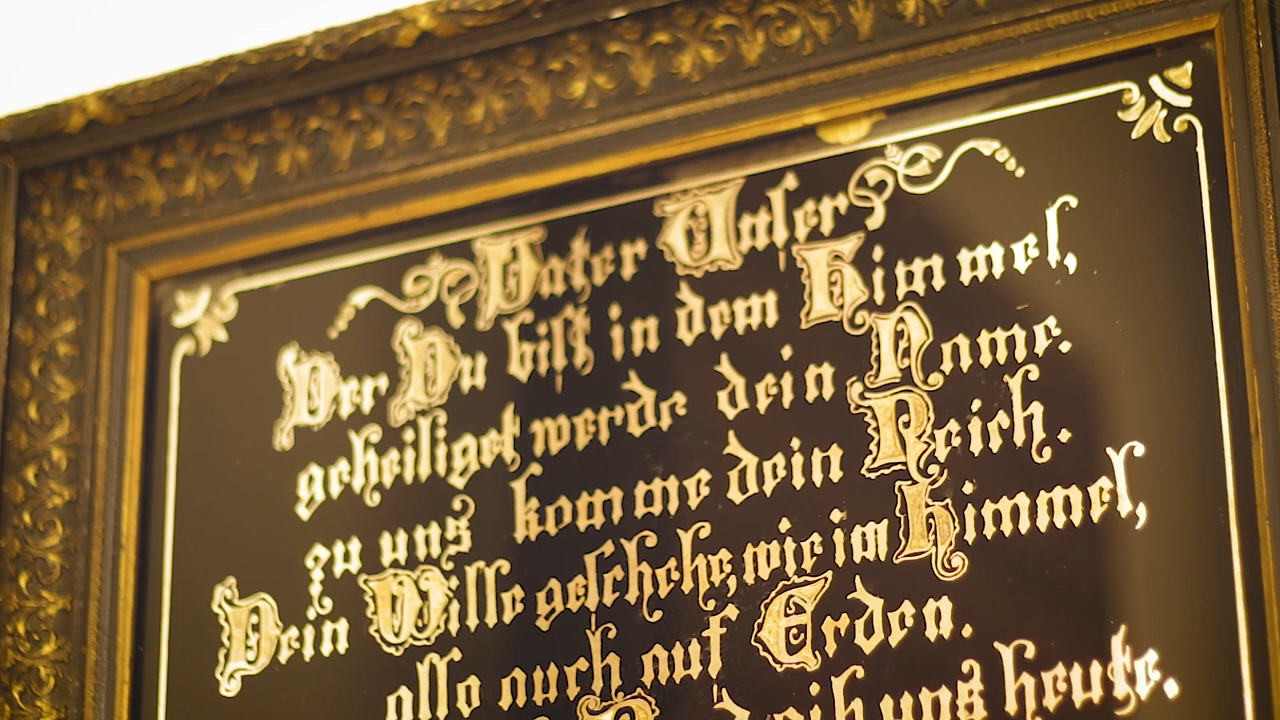 Vater Unser
Der Du bist in dem Himmel,
geheiliget werde dein Name.
zu uns komme dein Reich.
Dein Wille geschehe, wie im Himmel,
also auch auf Erden.
uns heute.